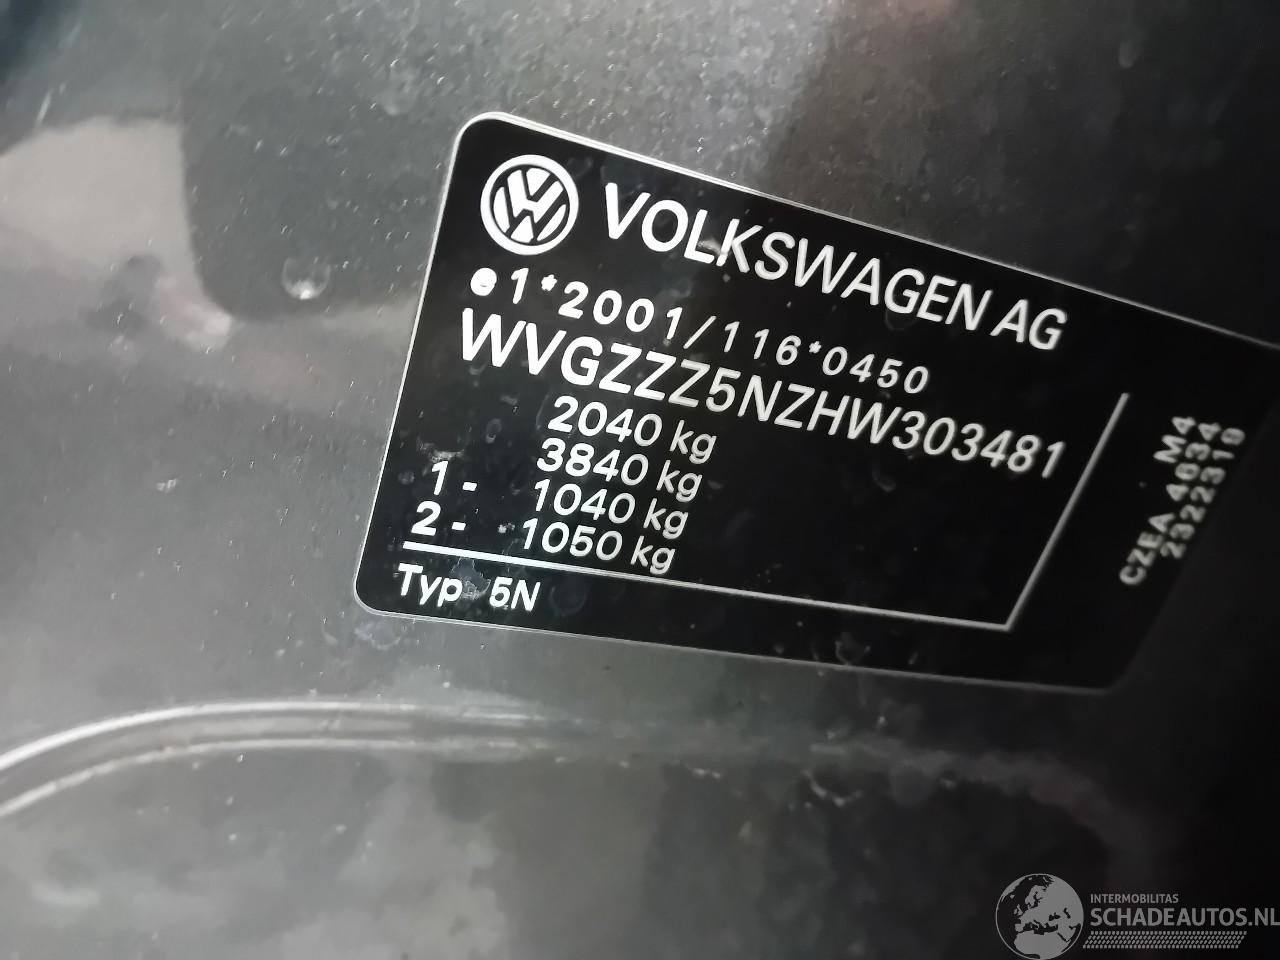 VOLKSWAGEN AG
e1*2001/116*0450
WVGZZZ5NZHW303481
2040 kg
3840 kg
1 - 1040 kg
2 - 1050 kg
Typ 5N
M4
CZEA 4634
2322319
INTERMOBILITAS
SCHADEAUTOS.NL